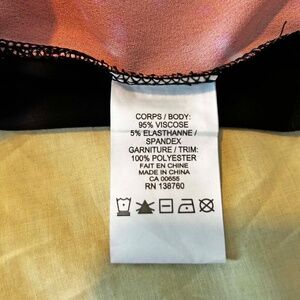 CORPS / BODY:
95% VISCOSE
5% ELASTHANNE /
SPANDEX
GARNITURE / TRIM:
100% POLYESTER
FAIT EN CHINE
MADE IN CHINA
CA 00655
RN 138760